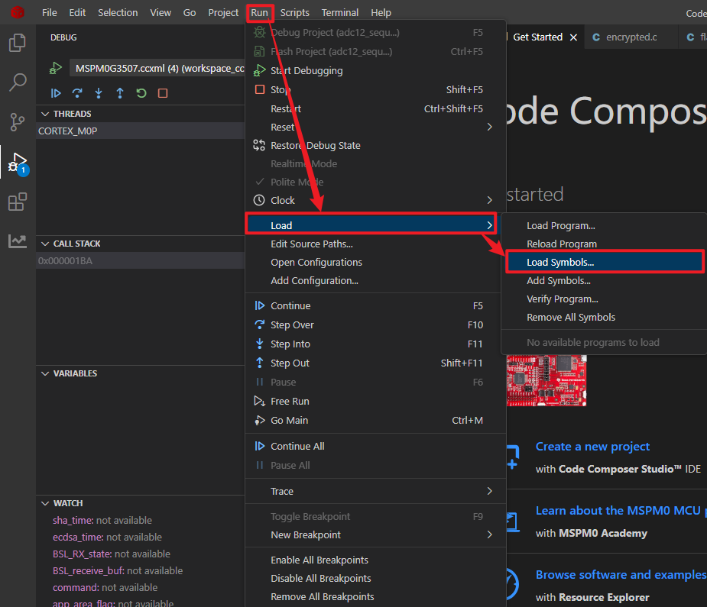 File Edit Selection View Go Project Run Scripts Terminal Help Code
DEBUG
MSPM0G3507.ccxml (4) (workspace_cc
THREADS
CORTEX_M0P
CALL STACK
0x000001BA
VARIABLES
WATCH
sha_time: not available
ecdsa_time: not available
BSL_RX_state: not available
BSL_receive_buf: not available
command: not available
app_area_flag: not available
1
Debug Project (adc12_sequ...) F5
Flash Project (adc12_sequ...) Ctrl+F5
Start Debugging
Stop Shift+F5
Restart Ctrl+Shift+F5
Reset
Restore Debug State
Realtime Mode
Polite Mode
Clock
Load
Edit Source Paths...
Open Configurations
Add Configuration...
Continue F5
Step Over F10
Step Into F11
Step Out Shift+F11
Pause F6
Free Run
Go Main Ctrl+M
Continue All
Pause All
Trace
Toggle Breakpoint F9
New Breakpoint
Enable All Breakpoints
Disable All Breakpoints
Remove All Breakpoints
Load Program...
Reload Program
Load Symbols...
Add Symbols...
Verify Program...
Remove All Symbols
No available programs to load
Get Started
C encrypted.c
C fl
ode Compos
started
Create a new project
with Code Composer Studio™ IDE
Learn about the MSPM0 MCU p
with MSPM0 Academy
Browse software and examples
with Resource Explorer